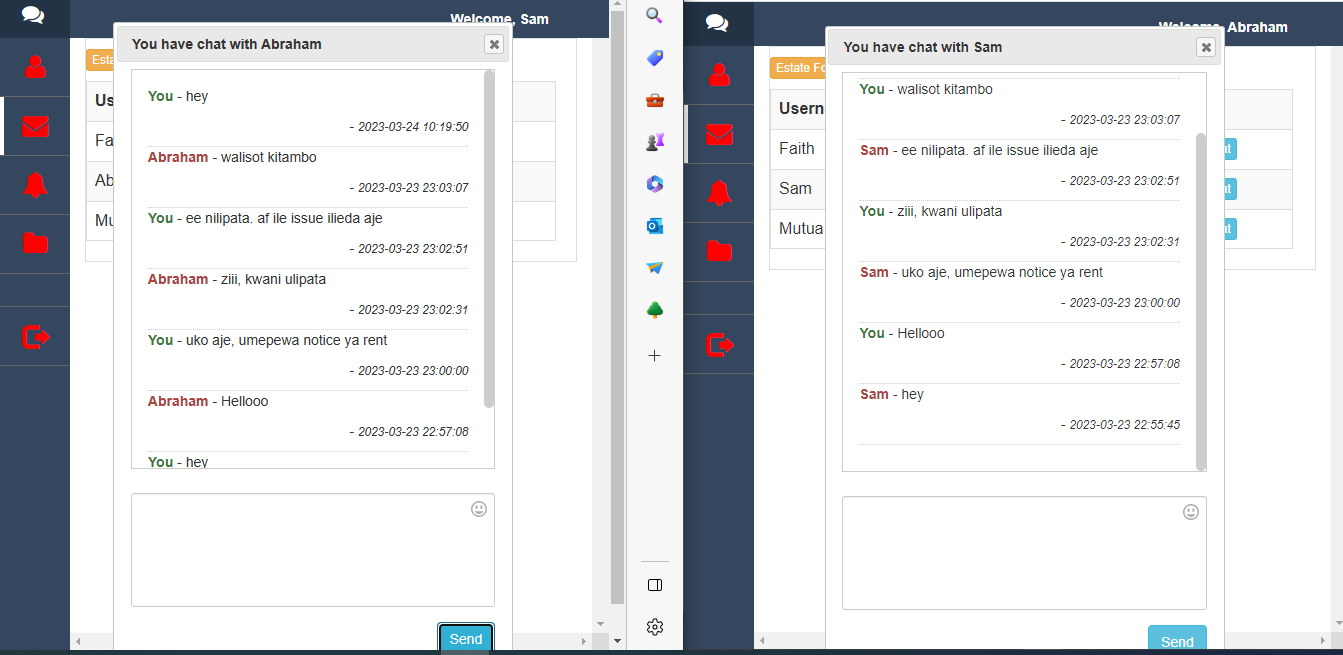 Welcome, Sam
You have chat with Abraham
You - hey
- 2023-03-24 10:19:50
Abraham - walisot kitambo
- 2023-03-23 23:03:07
You - ee nilipata. af ile issue ilieda aje
- 2023-03-23 23:02:51
Abraham - ziii, kwani ulipata
- 2023-03-23 23:02:31
You - uko aje, umepewa notice ya rent
- 2023-03-23 23:00:00
Abraham - Hellooo
- 2023-03-23 22:57:08
You - hey
Send
Esta
Us
Fa
Ab
Mu
Welcome, Abraham
You have chat with Sam
You - walisot kitambo
- 2023-03-23 23:03:07
Sam - ee nilipata. af ile issue ilieda aje
- 2023-03-23 23:02:51
You - ziii, kwani ulipata
- 2023-03-23 23:02:31
Sam - uko aje, umepewa notice ya rent
- 2023-03-23 23:00:00
You - Hellooo
- 2023-03-23 22:57:08
Sam - hey
- 2023-03-23 22:55:45
Send
Estate Fo
Usern
Faith
Sam
Mutua